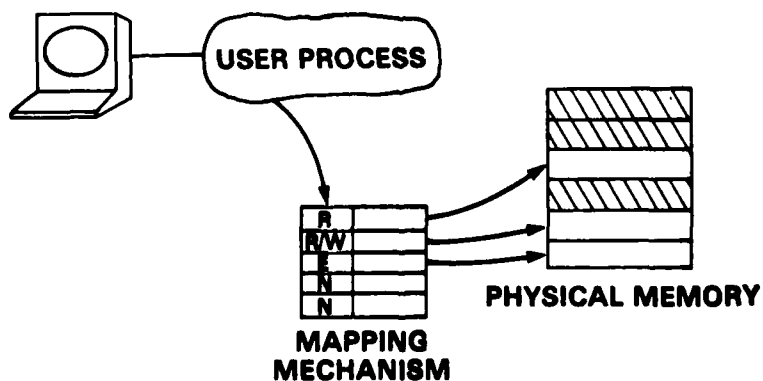 USER PROCESS
R
R/W
E
N
N
PHYSICAL MEMORY
MAPPING
MECHANISM